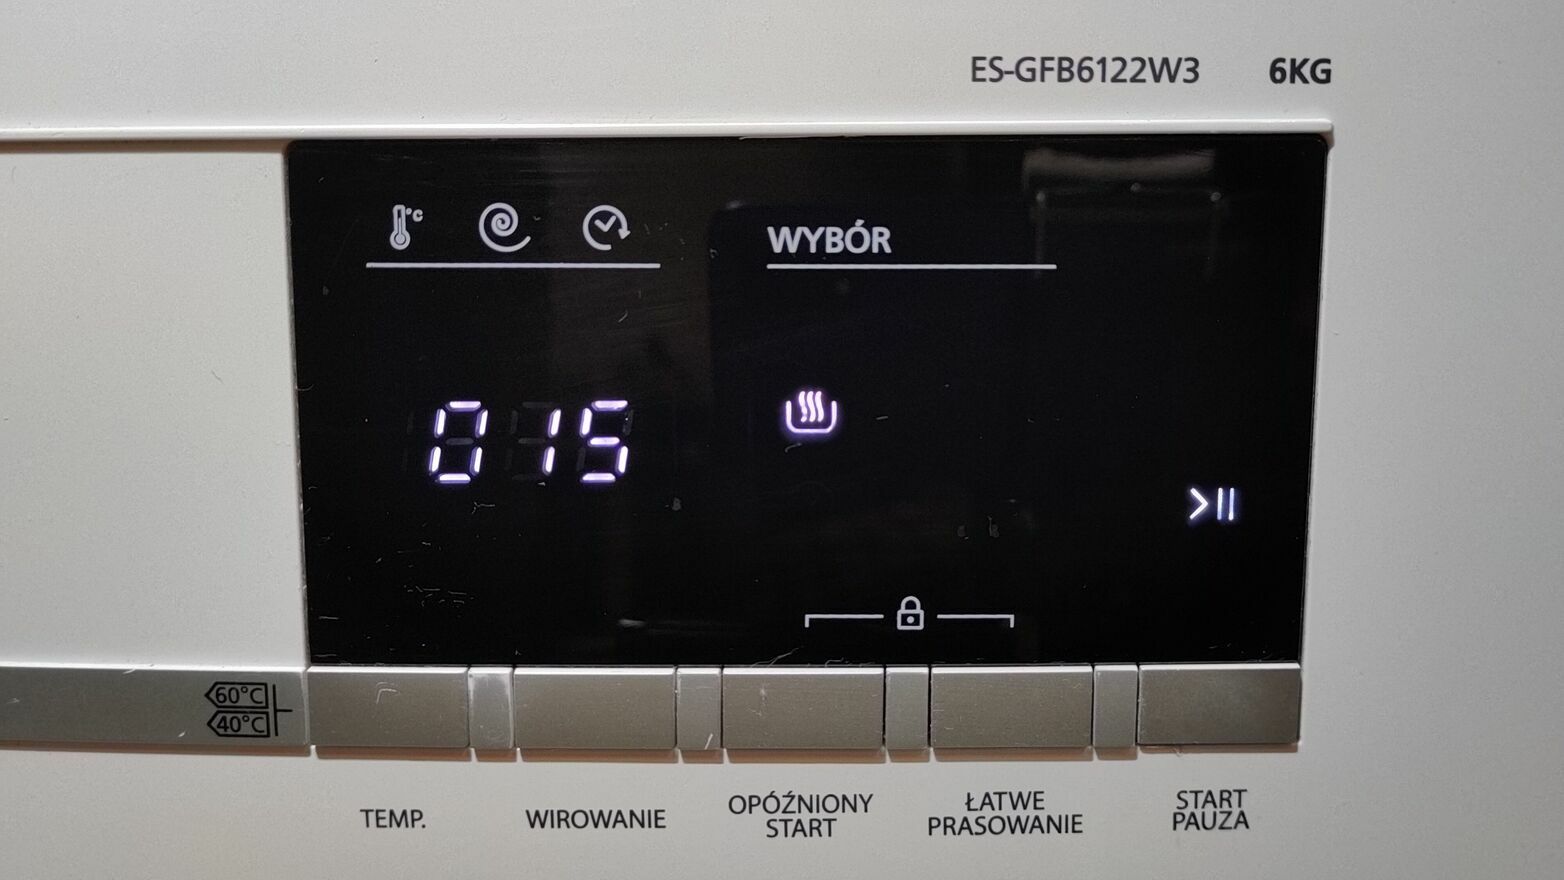 ES-GFB6122W3 6KG
°C
WYBÓR
015
60°C
40°C
TEMP.
WIROWANIE
OPÓŹNIONY
START
ŁATWE
PRASOWANIE
START
PAUZA